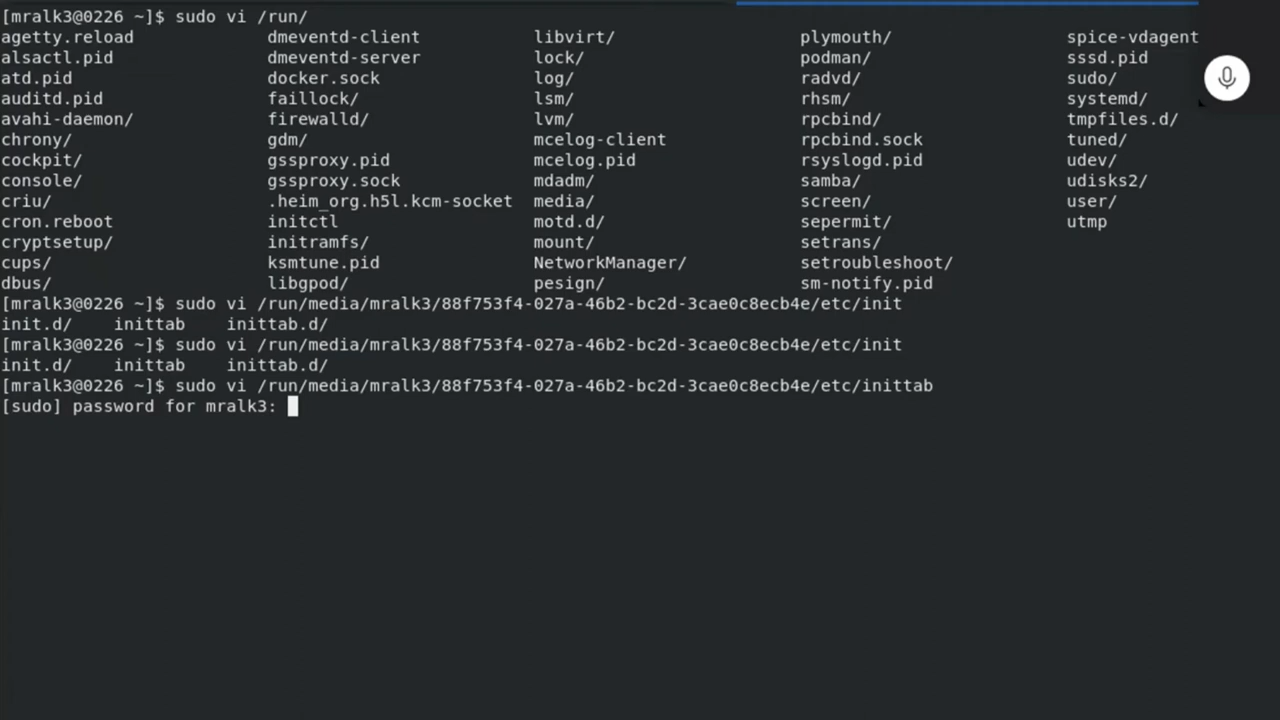 [mralk3@0226 ~]$ sudo vi /run/
agetty.reload dmeventd-client libvirt/ plymouth/ spice-vdagent
alsactl.pid dmeventd-server lock/ podman/ sssd.pid
atd.pid docker.sock log/ radvd/ sudo/
auditd.pid faillock/ lsm/ rhsm/ systemd/
avahi-daemon/ firewalld/ lvm/ rpcbind/ tmpfiles.d/
chrony/ gdm/ mcelog-client rpcbind.sock tuned/
cockpit/ gssproxy.pid mcelog.pid rsyslogd.pid udev/
console/ gssproxy.sock mdadm/ samba/ udisks2/
criu/ .heim_org.h5l.kcm-socket media/ screen/ user/
cron.reboot initctl motd.d/ sepermit/ utmp
cryptsetup/ initramfs/ mount/ setrans/
cups/ ksmtune.pid NetworkManager/ setroubleshoot/
dbus/ libgpod/ pesign/ sm-notify.pid
[mralk3@0226 ~]$ sudo vi /run/media/mralk3/88f753f4-027a-46b2-bc2d-3cae0c8ecb4e/etc/init
init.d/ inittab inittab.d/
[mralk3@0226 ~]$ sudo vi /run/media/mralk3/88f753f4-027a-46b2-bc2d-3cae0c8ecb4e/etc/init
init.d/ inittab inittab.d/
[mralk3@0226 ~]$ sudo vi /run/media/mralk3/88f753f4-027a-46b2-bc2d-3cae0c8ecb4e/etc/inittab
[sudo] password for mralk3: